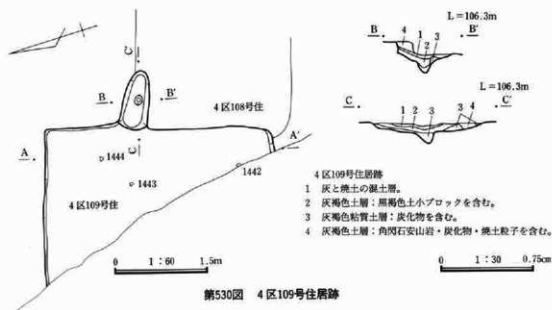 C
B
B'
4区108号住
A
C
A'
1444
1442
1443
4区109号住
0 1:60 1.5m
L=106.3m
B
B'
4 1 2 3
L=106.3m
C
C'
1 2 3 3 4
4区109号住居跡
1 灰と焼土の混土層。
2 灰褐色土層:黒褐色土小ブロックを含む。
3 灰褐色粘質土層:炭化物を含む。
4 灰褐色土層:角閃石安山岩・炭化物・焼土粒子を含む。
0 1:30 0.75m
第530図 4区109号住居跡